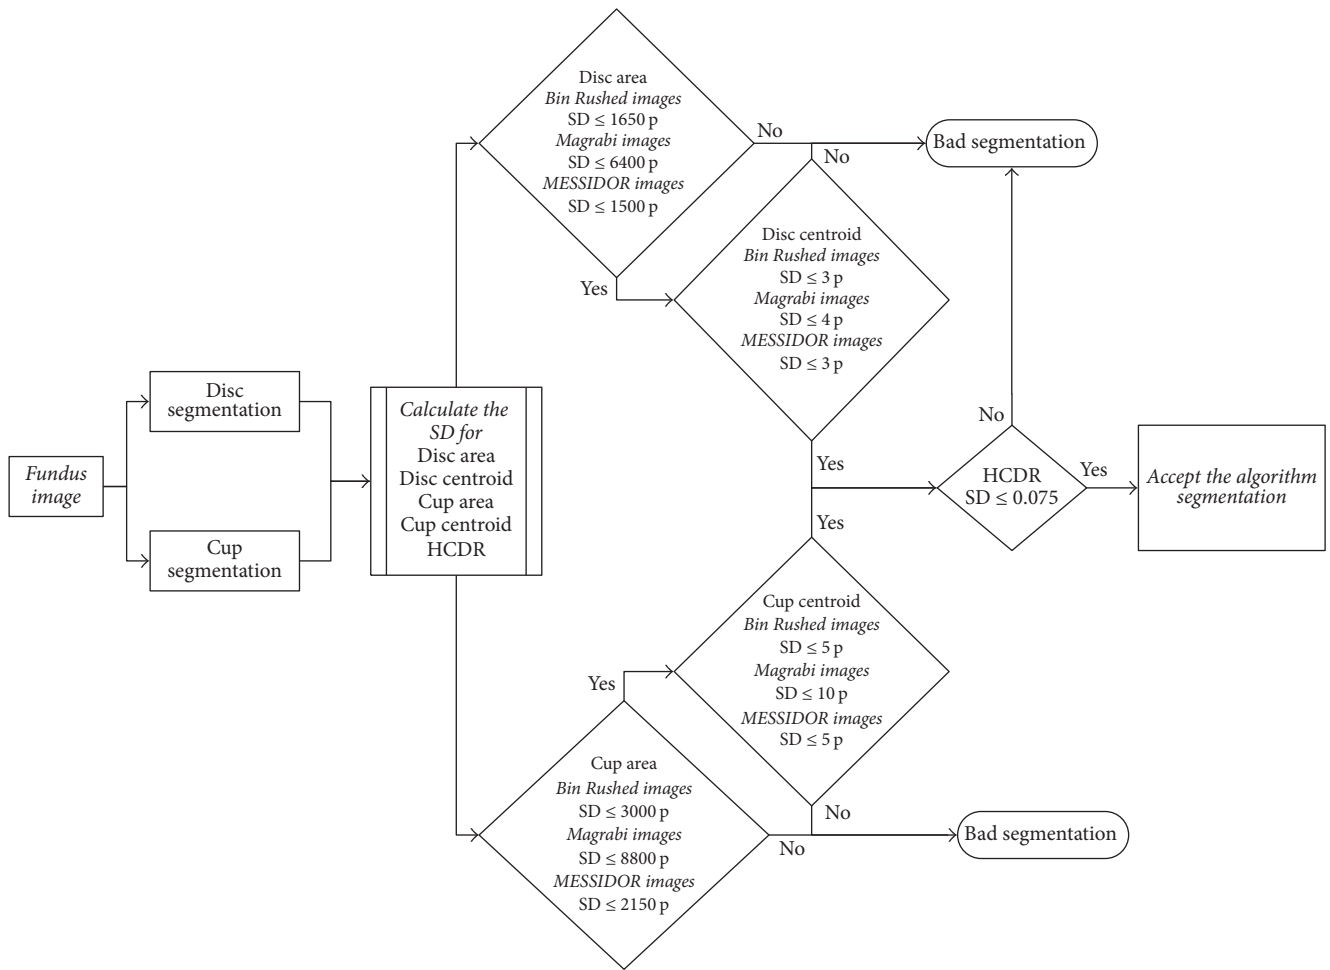 Fundus
image
Disc
segmentation
Cup
segmentation
Calculate the
SD for
Disc area
Disc centroid
Cup area
Cup centroid
HCDR
Disc area
Bin Rushed images
SD ≤ 1650 p
Magrabi images
SD ≤ 6400 p
MESSIDOR images
SD ≤ 1500 p
No
Yes
Disc centroid
Bin Rushed images
SD ≤ 3 p
Magrabi images
SD ≤ 4 p
MESSIDOR images
SD ≤ 3 p
No
Yes
Bad segmentation
Cup area
Bin Rushed images
SD ≤ 3000 p
Magrabi images
SD ≤ 8800 p
MESSIDOR images
SD ≤ 2150 p
Yes
No
Cup centroid
Bin Rushed images
SD ≤ 5 p
Magrabi images
SD ≤ 10 p
MESSIDOR images
SD ≤ 5 p
Yes
No
Bad segmentation
HCDR
SD ≤ 0.075
No
Yes
Accept the algorithm
segmentation